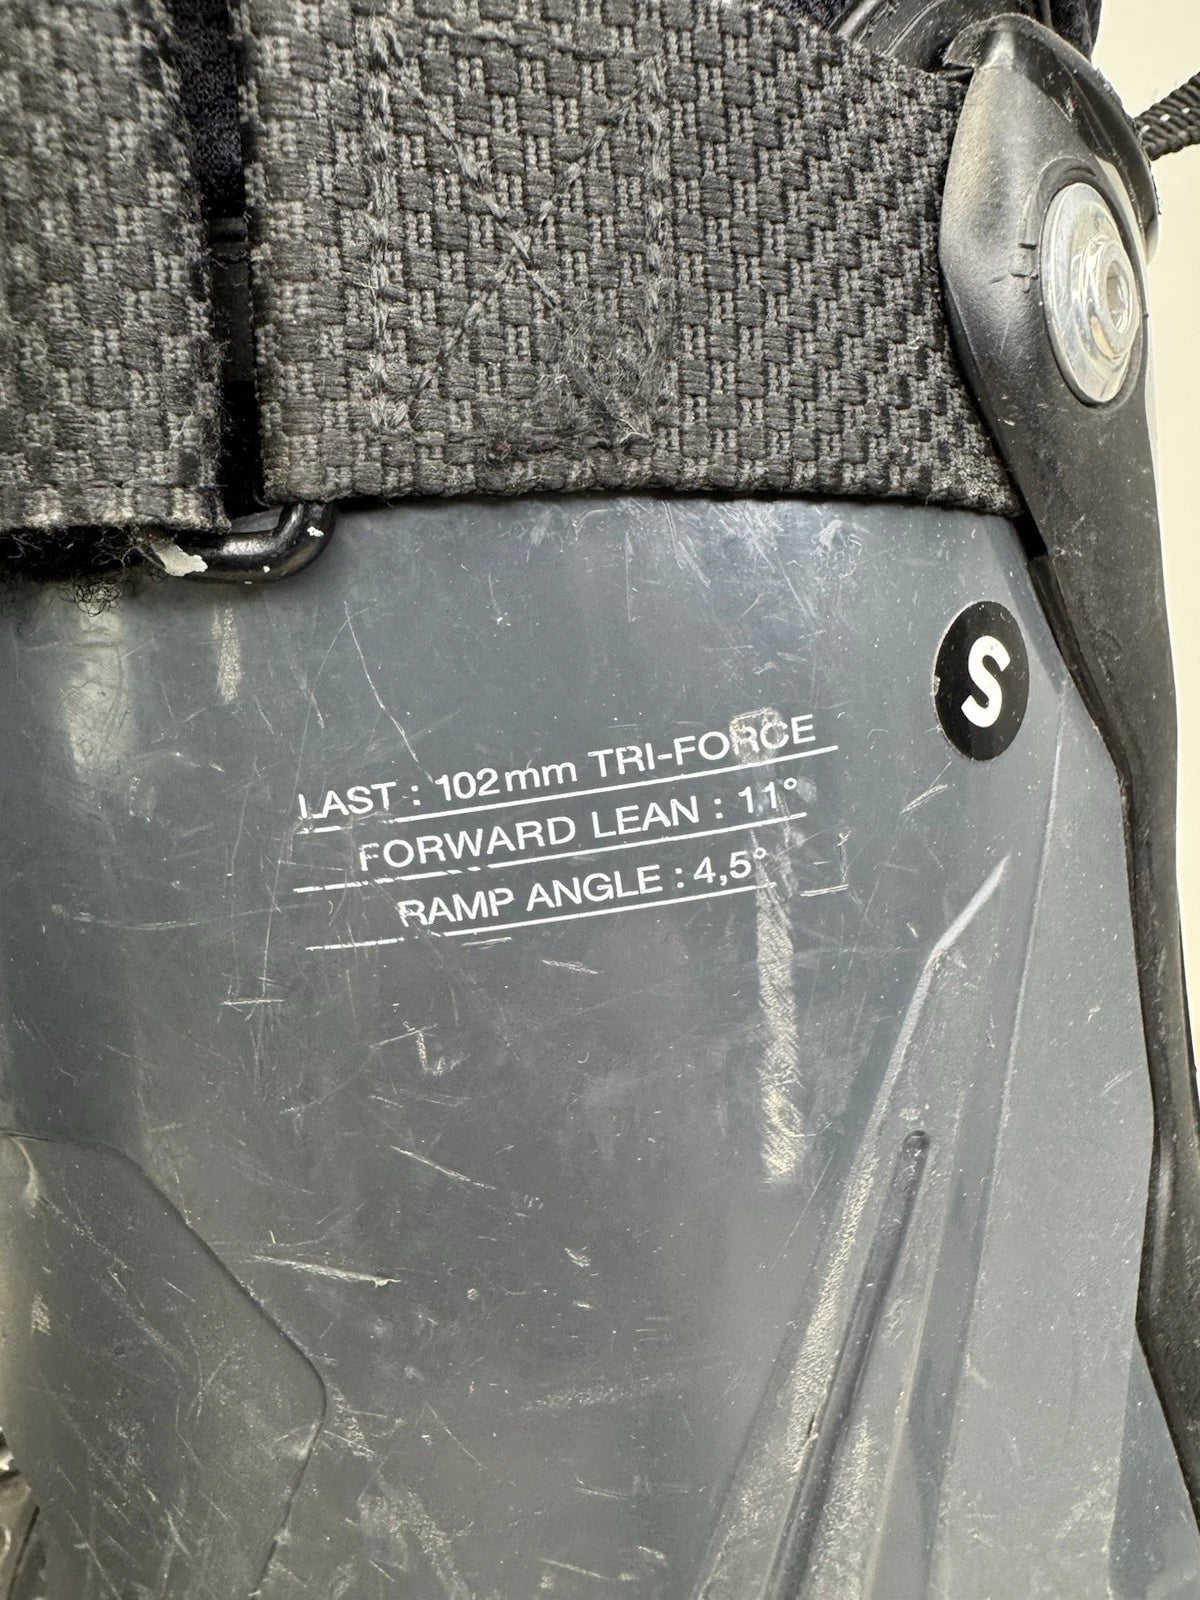 S
LAST : 102mm TRI-FORCE
FORWARD LEAN : 11°
RAMP ANGLE : 4,5°